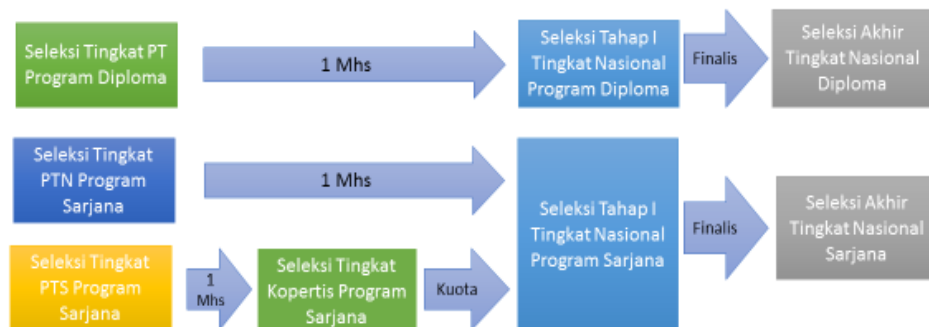 Seleksi Tingkat PT
Program Diploma
1 Mhs
Seleksi Tahap I
Tingkat Nasional
Program Diploma
Finalis
Seleksi Akhir
Tingkat Nasional
Diploma
Seleksi Tingkat
PTN Program
Sarjana
1 Mhs
Seleksi Tahap I
Tingkat Nasional
Program Sarjana
Finalis
Seleksi Akhir
Tingkat Nasional
Sarjana
Seleksi Tingkat
PTS Program
Sarjana
1
Mhs
Seleksi Tingkat
Kopertis Program
Sarjana
Kuota